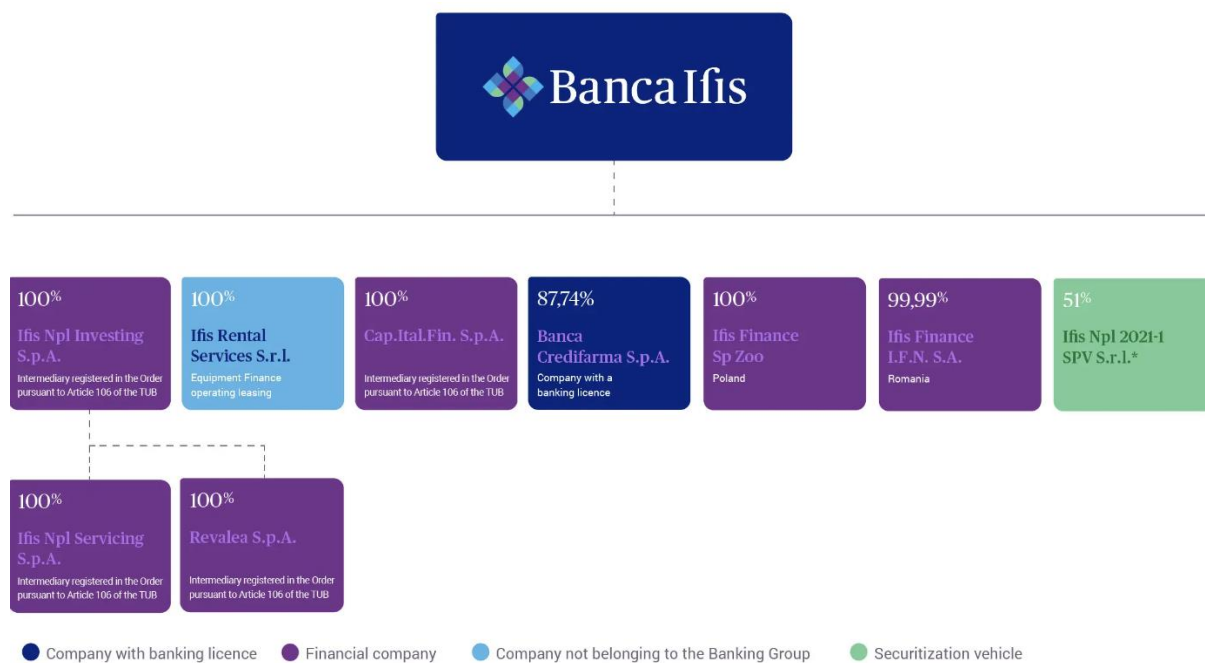 Banca Ifis
100%
Ifis Npl Investing
S.p.A.
Intermediary registered in the Order
pursuant to Article 106 of the TUB
100%
Ifis Rental
Services S.r.l.
Equipment Finance
operating leasing
100%
Cap.Ital.Fin. S.p.A.
Intermediary registered in the Order
pursuant to Article 106 of the TUB
87,74%
Banca
Credifarma S.p.A.
Company with a
banking licence
100%
Ifis Finance
Sp Zoo
Poland
99,99%
Ifis Finance
I.F.N. S.A.
Romania
51%
Ifis Npl 2021-1
SPV S.r.l.*
100%
Ifis Npl Servicing
S.p.A.
Intermediary registered in the Order
pursuant to Article 106 of the TUB
100%
Revalea S.p.A.
Intermediary registered in the Order
pursuant to Article 106 of the TUB
Company with banking licence
Financial company
Company not belonging to the Banking Group
Securitization vehicle